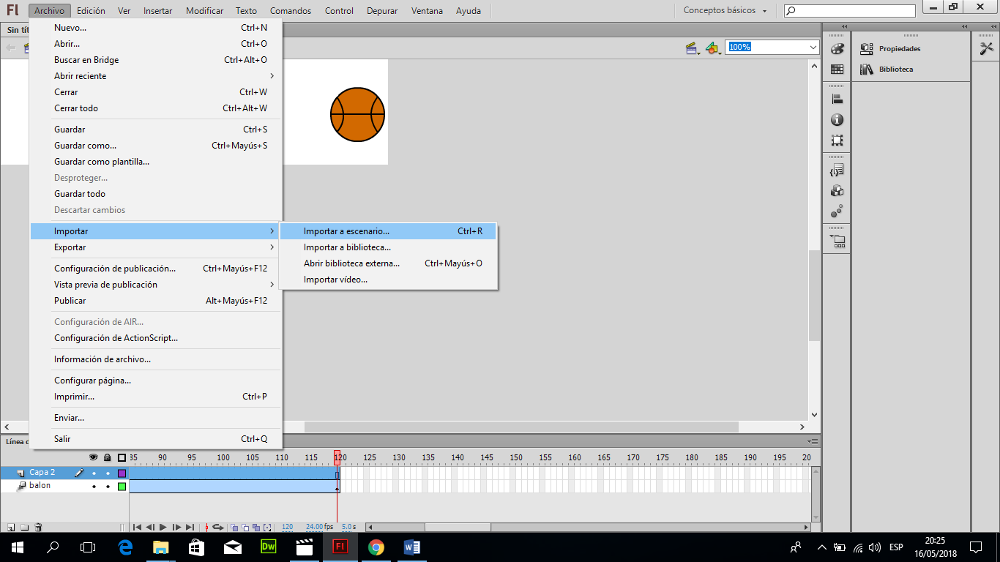 Fl Archivo Edición Ver Insertar Modificar Texto Comandos Control Depurar Ventana Ayuda Conceptos básicos
Sin tít
100%
Nuevo... Ctrl+N
Abrir... Ctrl+O
Buscar en Bridge Ctrl+Alt+O
Abrir reciente
Cerrar Ctrl+W
Cerrar todo Ctrl+Alt+W
Guardar Ctrl+S
Guardar como... Ctrl+Mayús+S
Guardar como plantilla...
Desproteger...
Guardar todo
Descartar cambios
Importar
Exportar
Configuración de publicación... Ctrl+Mayús+F12
Vista previa de publicación
Publicar Alt+Mayús+F12
Configuración de AIR...
Configuración de ActionScript...
Información de archivo...
Configurar página...
Imprimir... Ctrl+P
Enviar...
Salir Ctrl+Q
Importar a escenario... Ctrl+R
Importar a biblioteca...
Abrir biblioteca externa... Ctrl+Mayús+O
Importar vídeo...
Propiedades
Biblioteca
Línea d
85 90 95 100 105 110 115 120 125 130 135 140 145 150 155 160 165 170 175 180 185 190 195 20
Capa 2
balon
120 24.00 fps 5.0 s
Dw Fl W ESP
20:25
16/05/2018